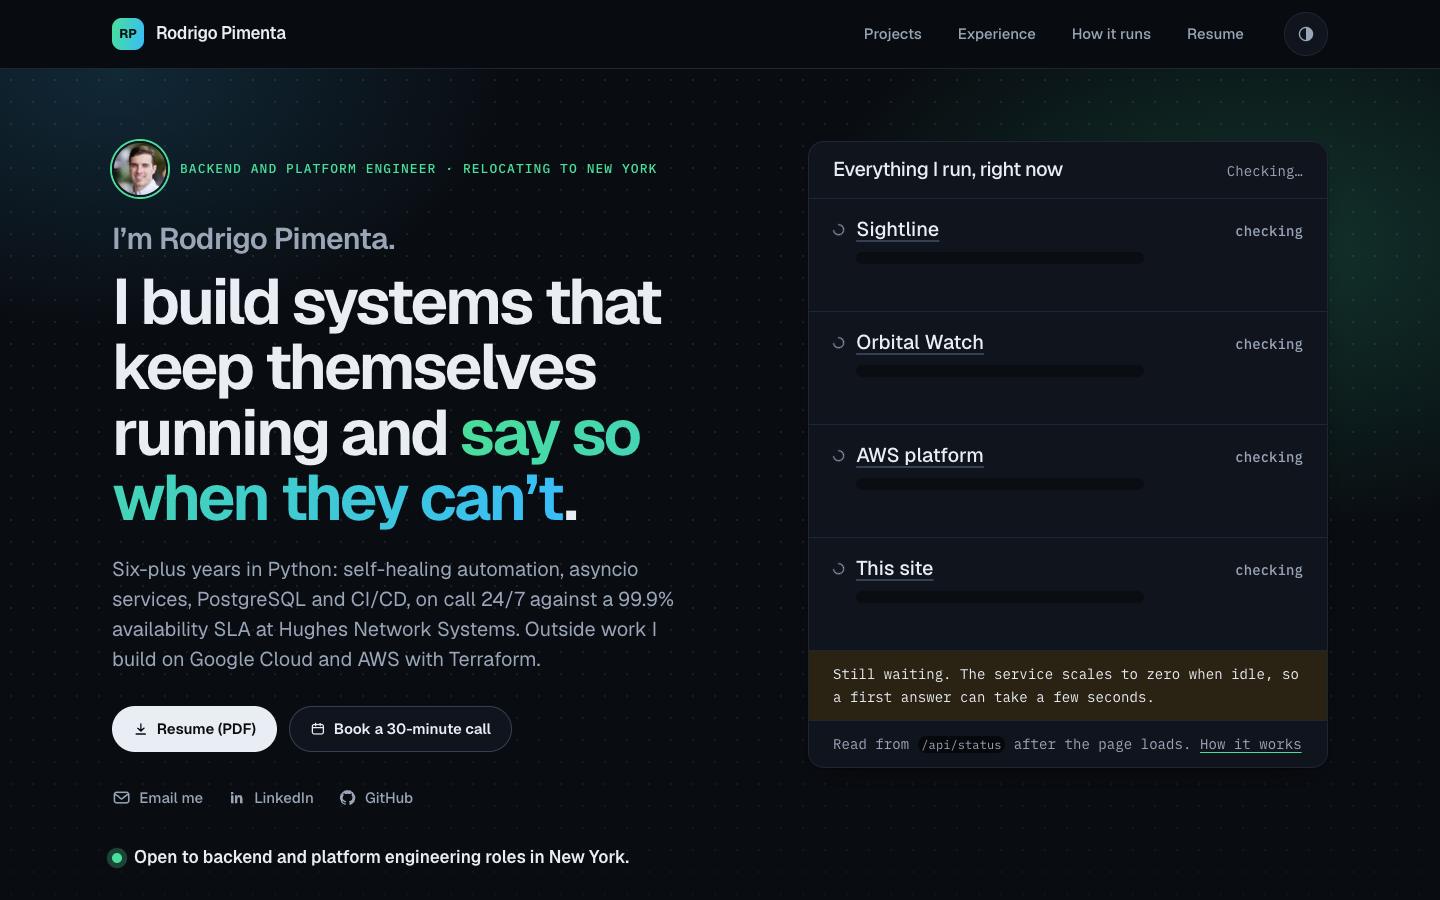 RP
Rodrigo Pimenta
Projects
Experience
How it runs
Resume
BACKEND AND PLATFORM ENGINEER · RELOCATING TO NEW YORK
I’m Rodrigo Pimenta.
I build systems that
keep themselves
running and say so
when they can’t.
Six-plus years in Python: self-healing automation, asyncio
services, PostgreSQL and CI/CD, on call 24/7 against a 99.9%
availability SLA at Hughes Network Systems. Outside work I
build on Google Cloud and AWS with Terraform.
Resume (PDF)
Book a 30-minute call
Email me
LinkedIn
GitHub
Open to backend and platform engineering roles in New York.
Everything I run, right now
Checking…
Sightline
checking
Orbital Watch
checking
AWS platform
checking
This site
checking
Still waiting. The service scales to zero when idle, so
a first answer can take a few seconds.
Read from /api/status after the page loads. How it works